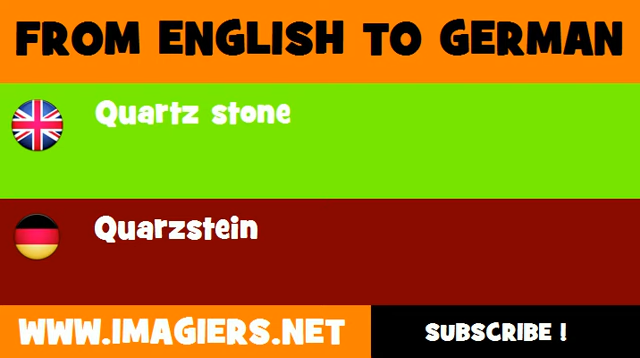 FROM ENGLISH TO GERMAN
Quartz stone
Quarzstein
WWW.IMAGIERS.NET
SUBSCRIBE !